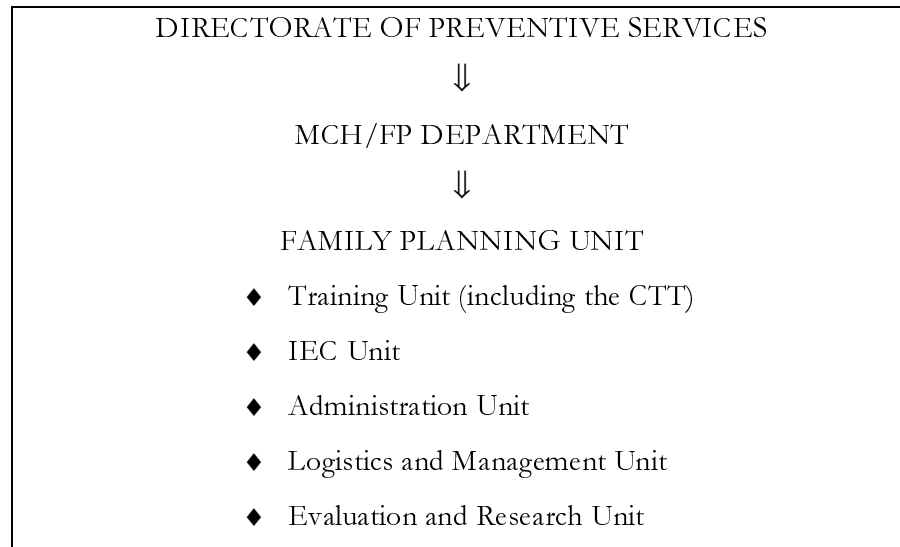 DIRECTORATE OF PREVENTIVE SERVICES
⇓
MCH/FP DEPARTMENT
⇓
FAMILY PLANNING UNIT
♦ Training Unit (including the CTT)
♦ IEC Unit
♦ Administration Unit
♦ Logistics and Management Unit
♦ Evaluation and Research Unit